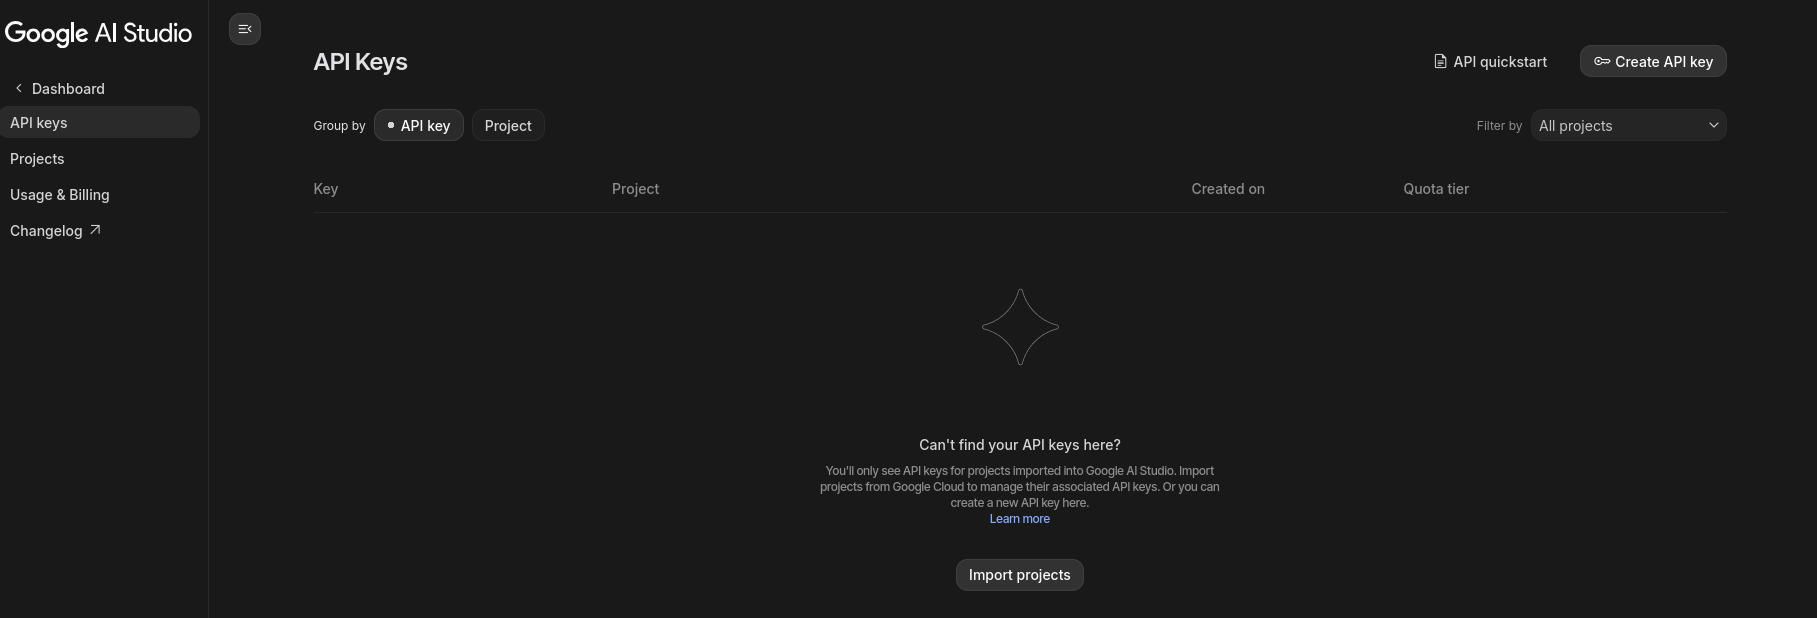 Google AI Studio
Dashboard
API keys
Projects
Usage & Billing
Changelog
API Keys
API quickstart
Create API key
Group by
API key
Project
Filter by
All projects
Key
Project
Created on
Quota tier
Can't find your API keys here?
You'll only see API keys for projects imported into Google AI Studio. Import
projects from Google Cloud to manage their associated API keys. Or you can
create a new API key here.
Learn more
Import projects